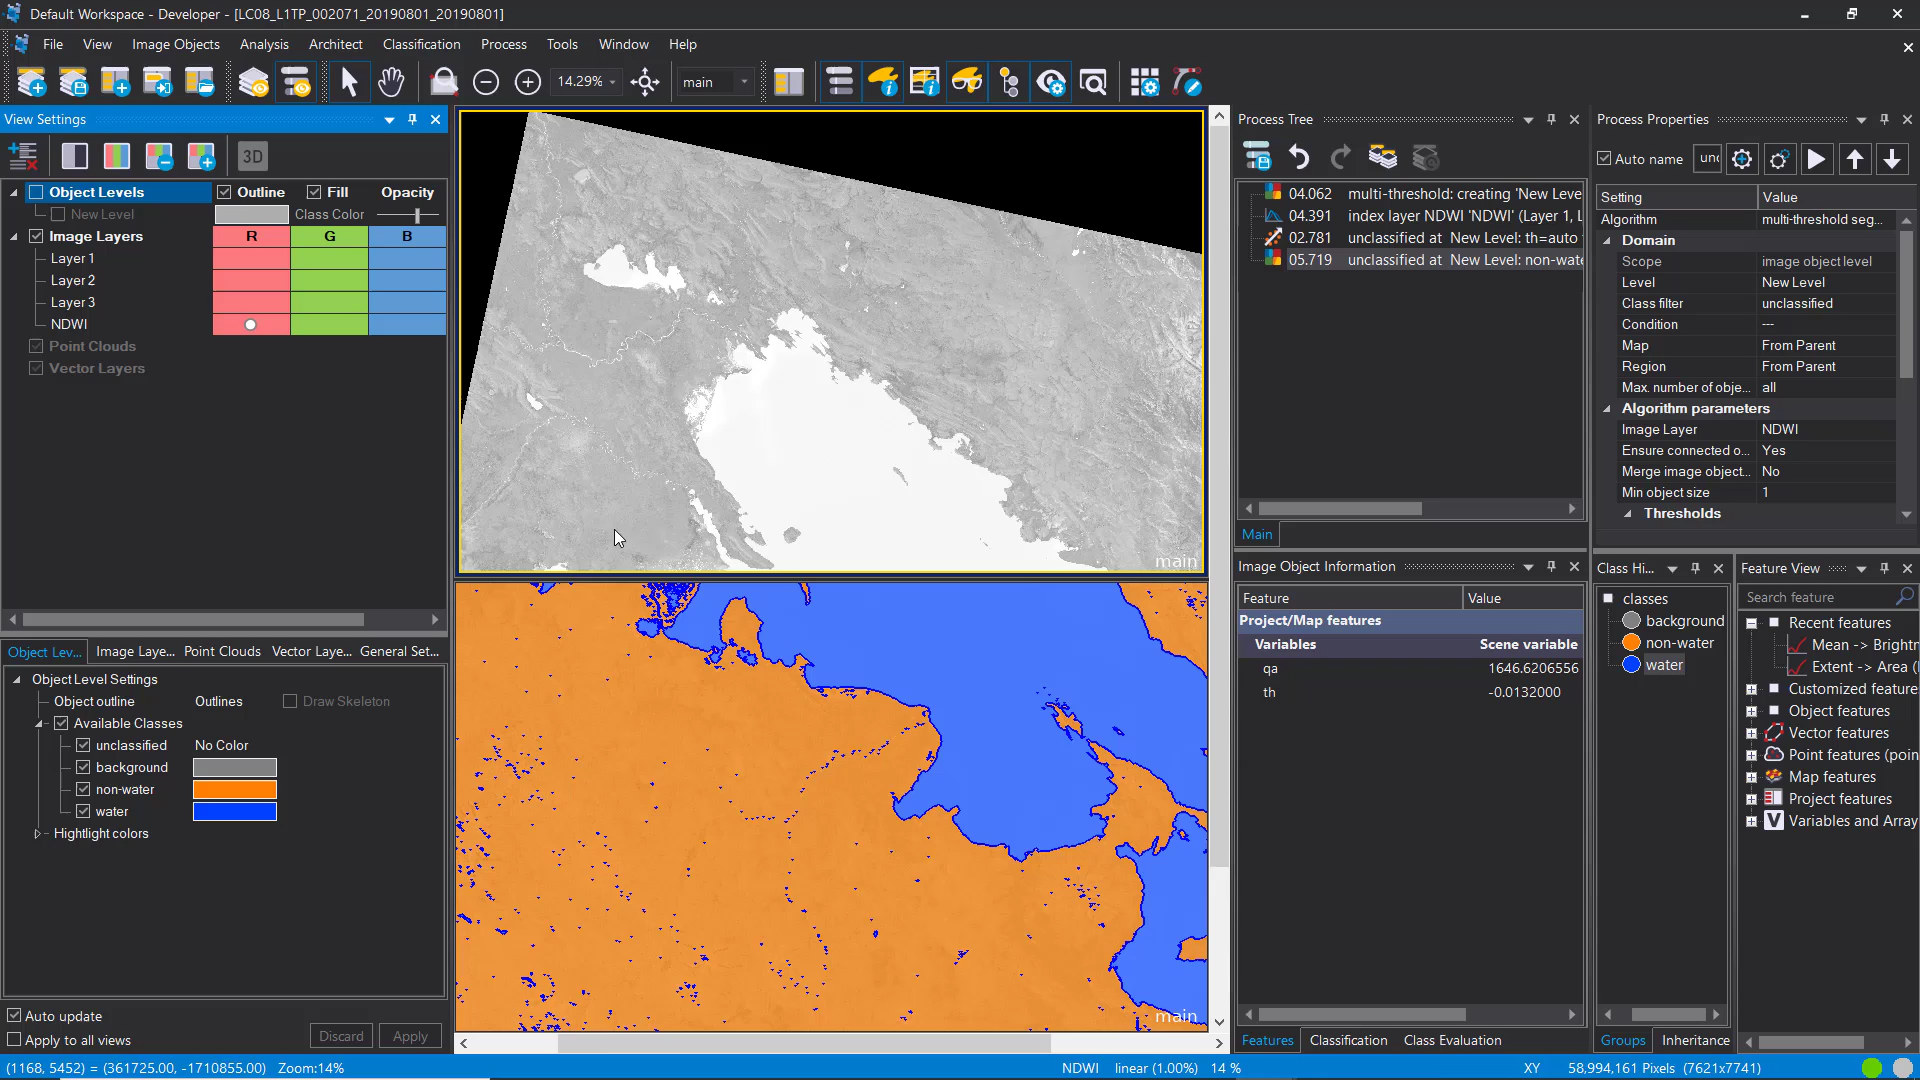 Default Workspace - Developer - [LC08_L1TP_002071_20190801_20190801]
File View Image Objects Analysis Architect Classification Process Tools Window Help
14.29% main
View Settings
3D
Object Levels Outline Fill Opacity
New Level Class Color
Image Layers R G B
Layer 1
Layer 2
Layer 3
NDWI
Point Clouds
Vector Layers
Object Lev... Image Laye... Point Clouds Vector Laye... General Set...
Object Level Settings
Object outline Outlines Draw Skeleton
Available Classes
unclassified No Color
background
non-water
water
Hightlight colors
Auto update
Apply to all views Discard Apply
main
main
Process Tree
04.062 multi-threshold: creating 'New Leve
04.391 index layer NDWI 'NDWI' (Layer 1, L
02.781 unclassified at New Level: th=auto
05.719 unclassified at New Level: non-wate
Main
Process Properties
Auto name unc
Setting Value
Algorithm multi-threshold seg...
Domain
Scope image object level
Level New Level
Class filter unclassified
Condition ---
Map From Parent
Region From Parent
Max. number of obje... all
Algorithm parameters
Image Layer NDWI
Ensure connected o... Yes
Merge image object... No
Min object size 1
Thresholds
Image Object Information
Feature Value
Project/Map features
Variables Scene variable
qa 1646.6206556
th -0.0132000
Features Classification Class Evaluation
Class Hi...
classes
background
non-water
water
Groups Inheritance
Feature View
Search feature
Recent features
Mean -> Brightn
Extent -> Area (
Customized feature
Object features
Vector features
Point features (poin
Map features
Project features
V Variables and Array
(1168, 5452) = (361725.00, -1710855.00) Zoom:14% NDWI linear (1.00%) 14 % XY 58,994,161 Pixels (7621x7741)